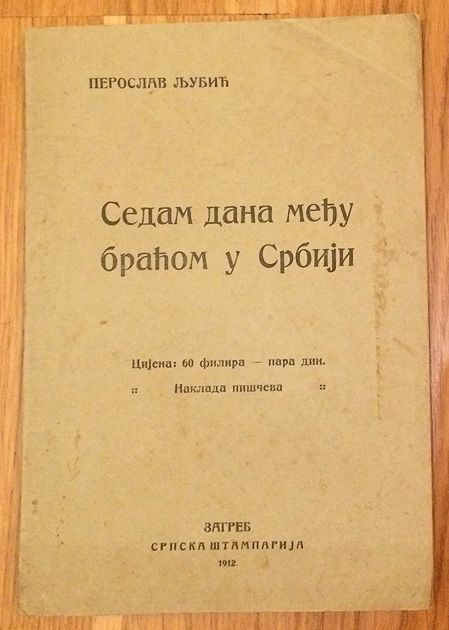 ПЕРОСЛАВ ЉУБИЋ
Седам дана међу
браћом у Србији
Цијена: 60 филира — пара дин.
:: Наклада пишчева ::
ЗАГРЕБ
СРПСКА ШТАМПАРИЈА
1912.